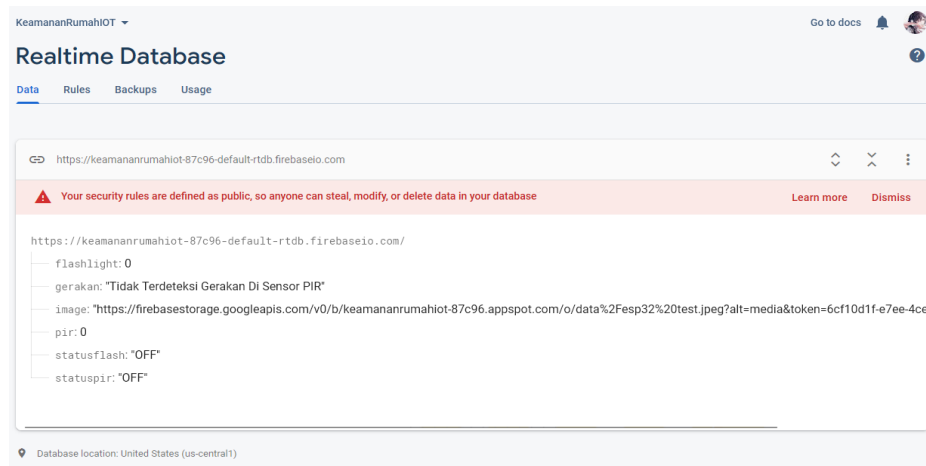 KeamananRumahIOT
Go to docs
Realtime Database
Data Rules Backups Usage
https://keamananrumahiot-87c96-default-rtdb.firebaseio.com
Your security rules are defined as public, so anyone can steal, modify, or delete data in your database
Learn more Dismiss
https://keamananrumahiot-87c96-default-rtdb.firebaseio.com/
flashlight: 0
gerakan: "Tidak Terdeteksi Gerakan Di Sensor PIR"
image: "https://firebasestorage.googleapis.com/v0/b/keamananrumahiot-87c96.appspot.com/o/data%2Fesp32%20test.jpeg?alt=media&token=6cf10d1f-e7ee-4ce
pir: 0
statusflash: "OFF"
statuspir: "OFF"
Database location: United States (us-central1)